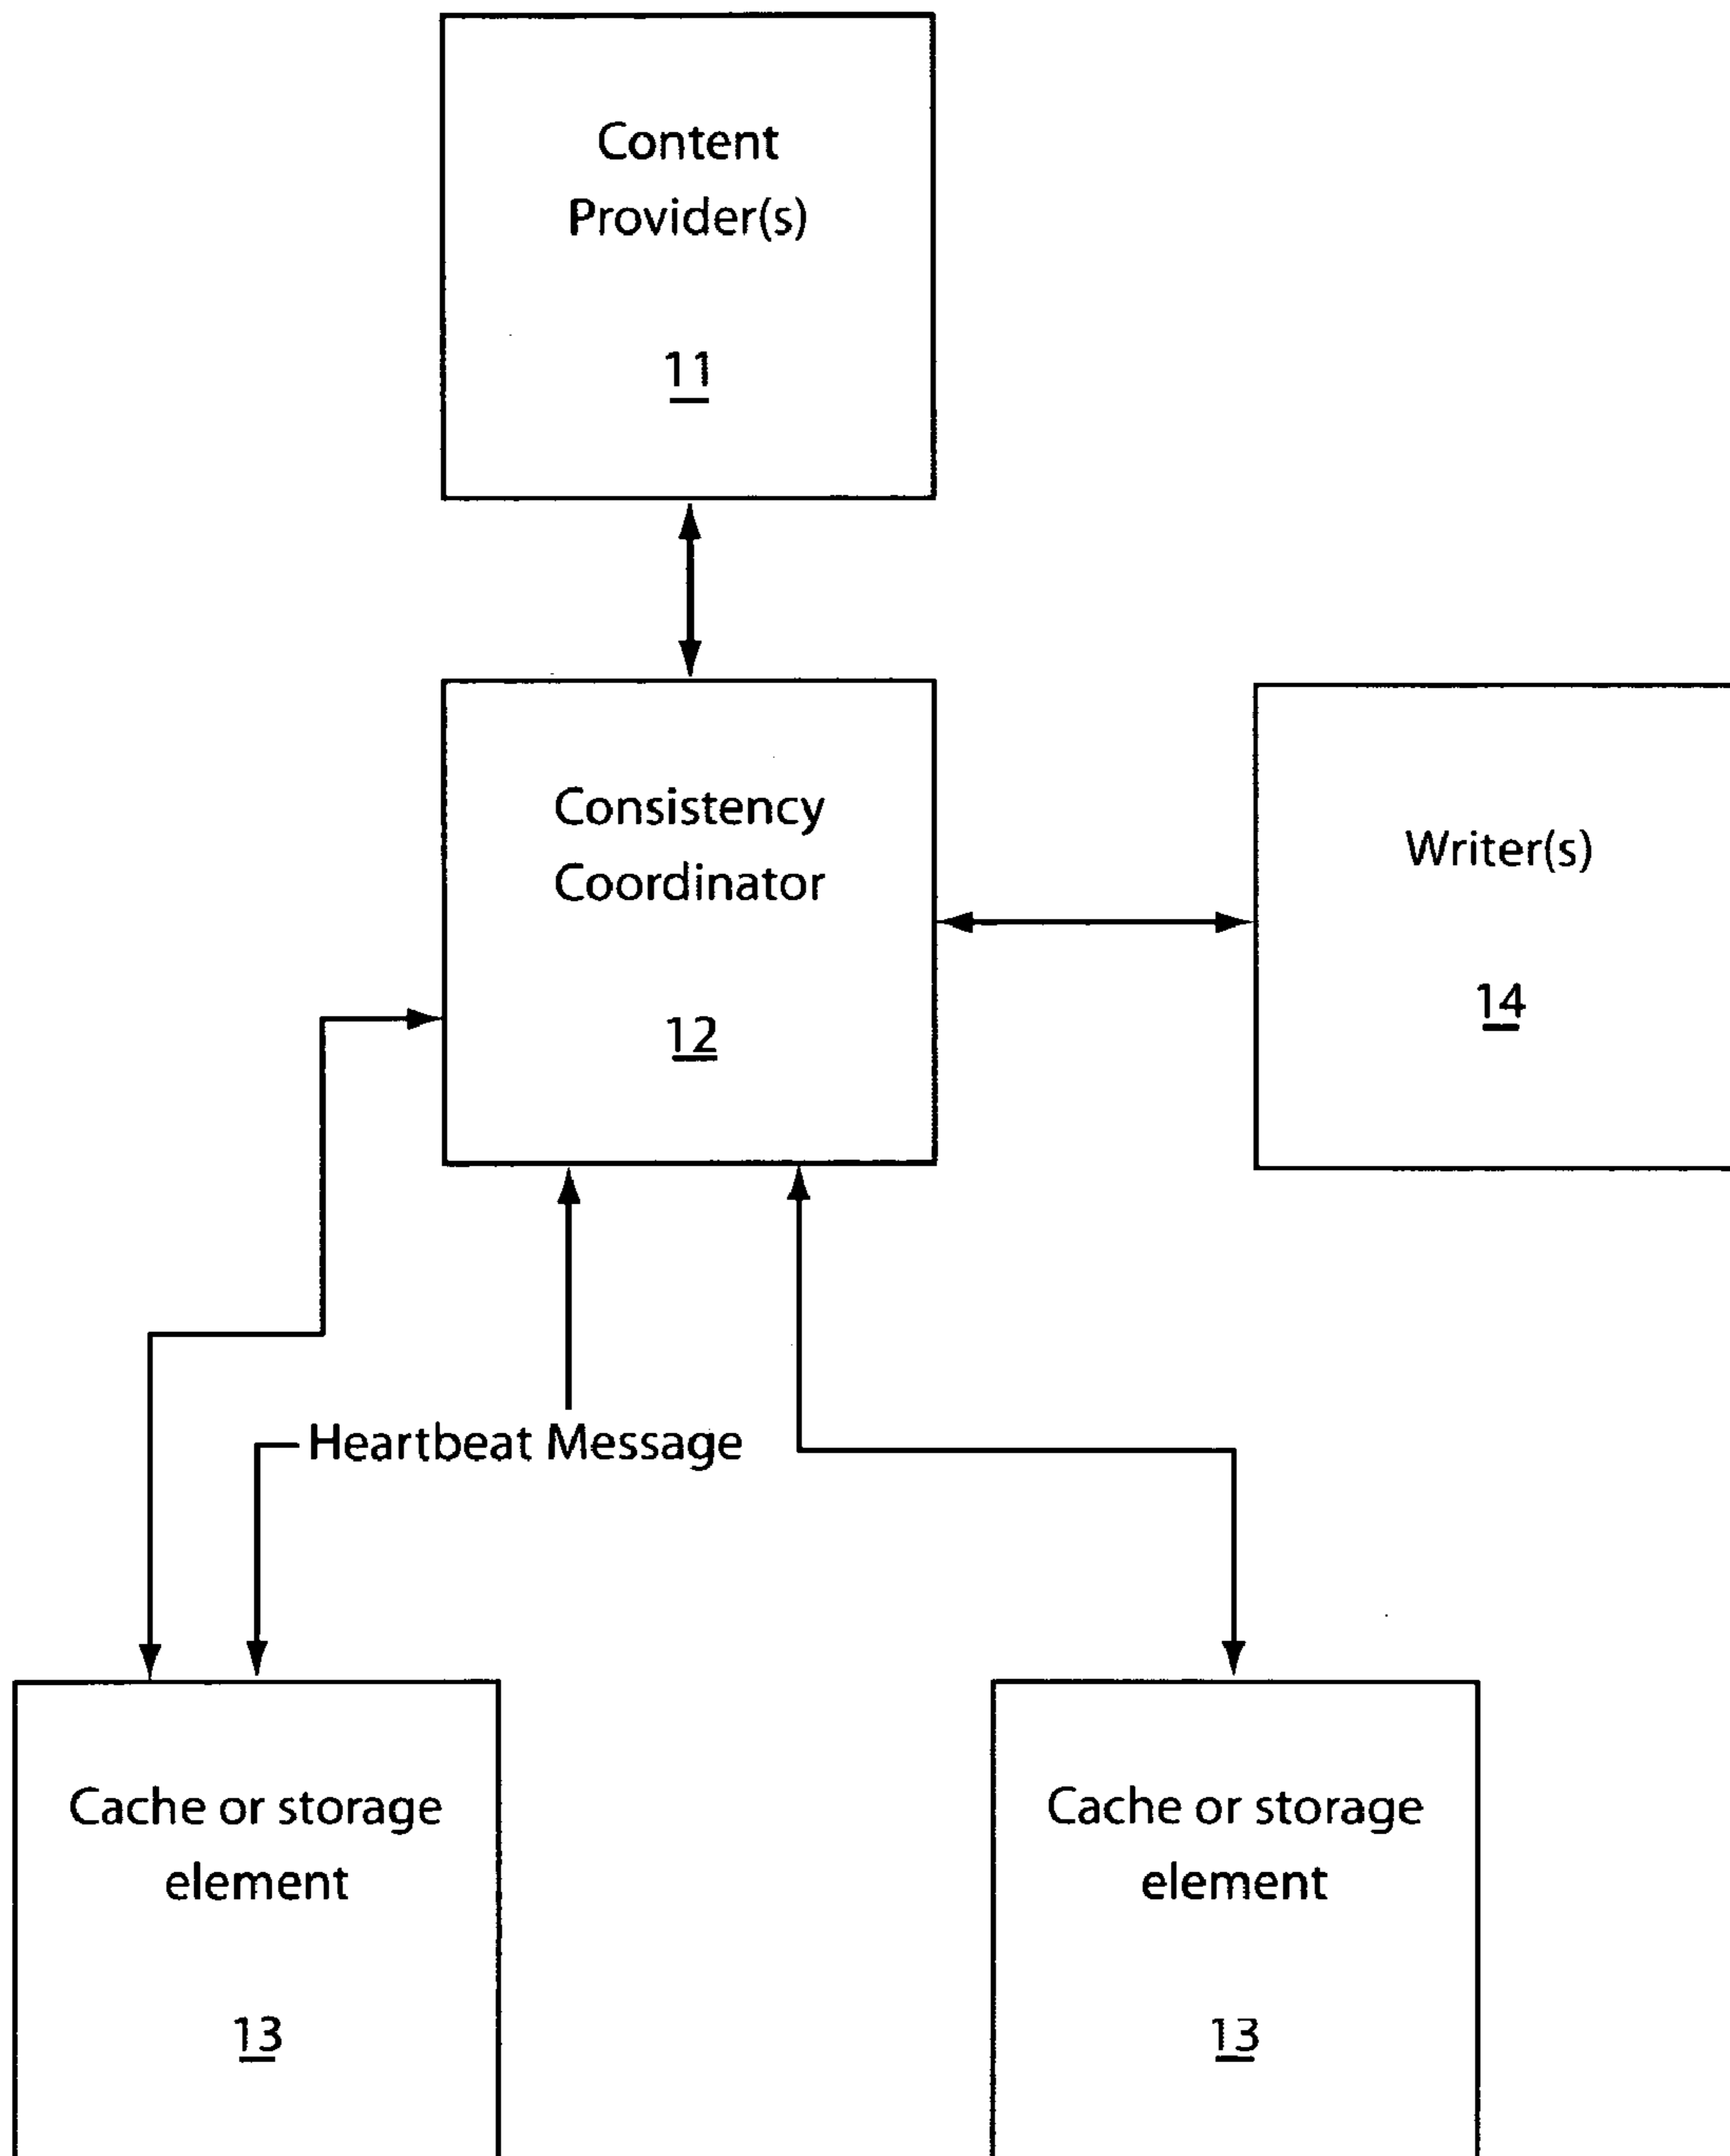 Content
Provider(s)
11
Consistency
Coordinator
12
Writer(s)
14
Heartbeat Message
Cache or storage
element
13
Cache or storage
element
13